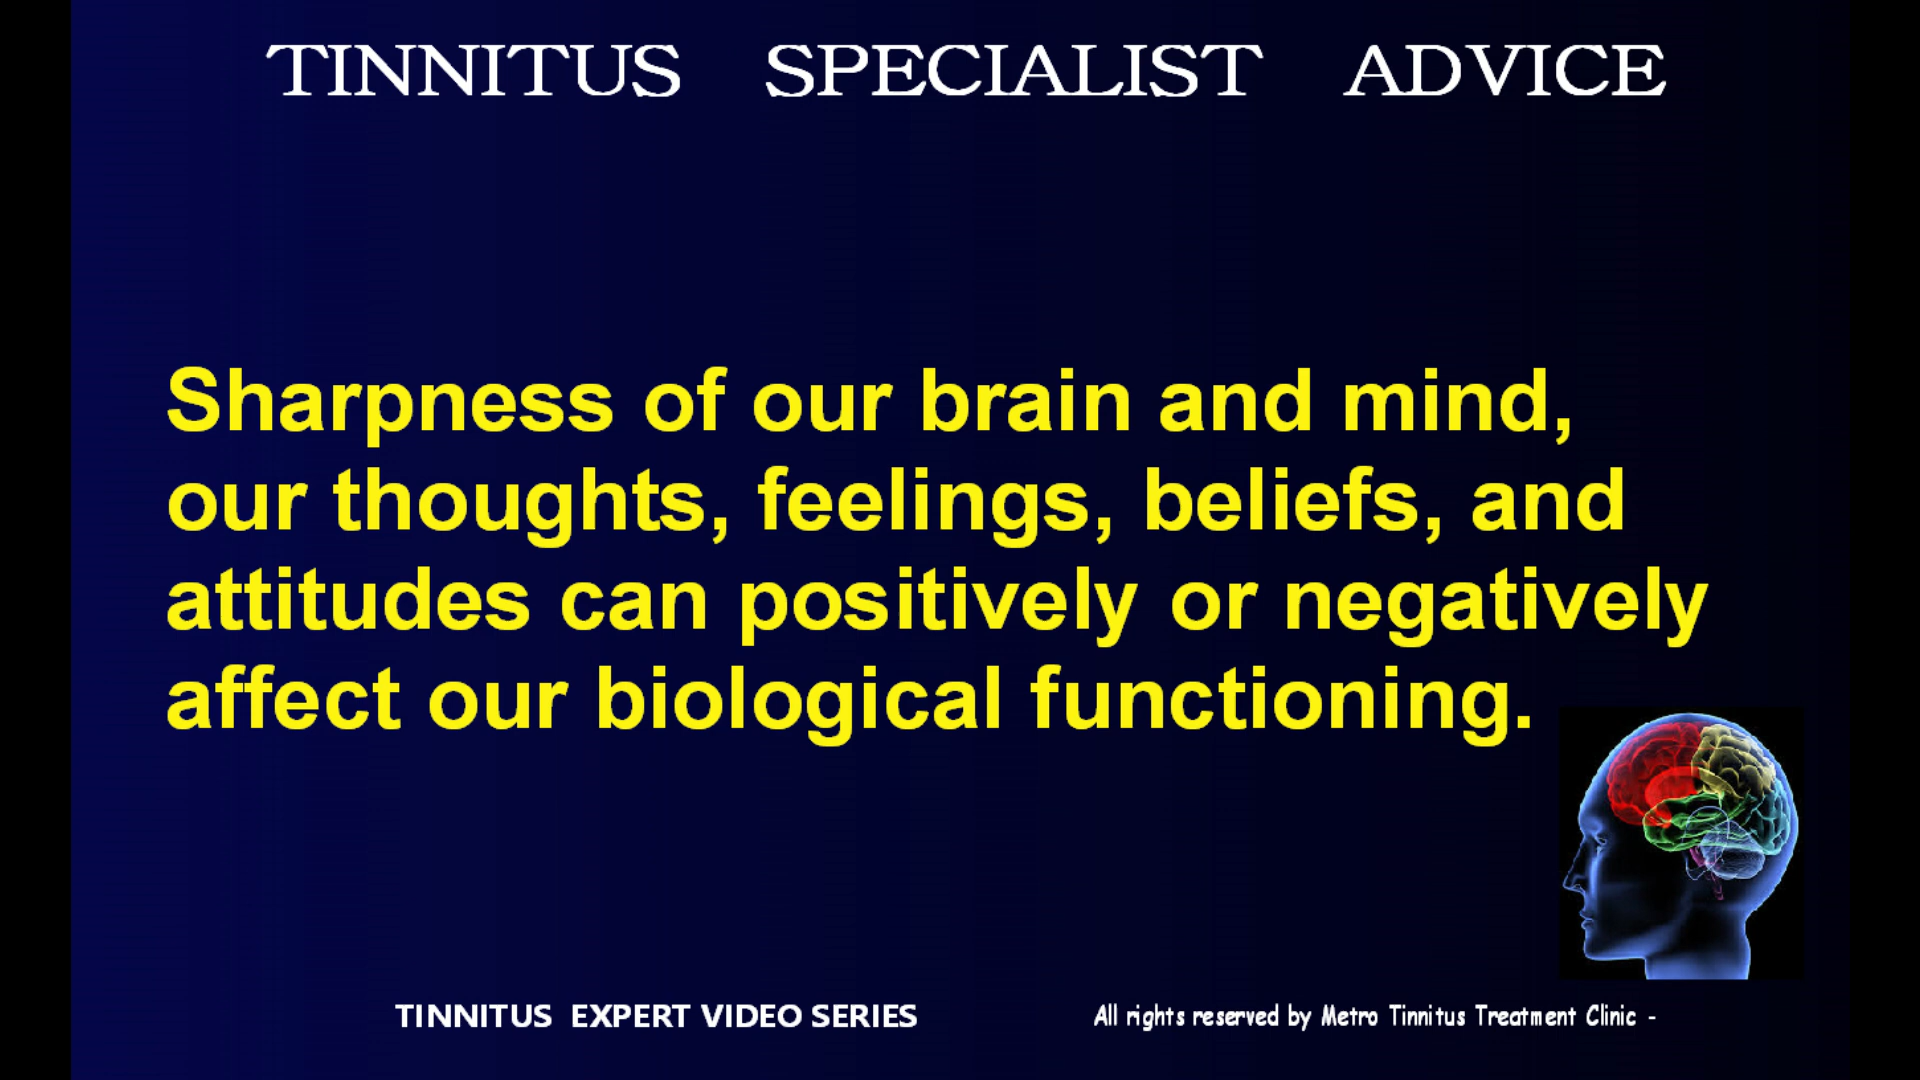 TINNITUS SPECIALIST ADVICE
Sharpness of our brain and mind,
our thoughts, feelings, beliefs, and
attitudes can positively or negatively
affect our biological functioning.
TINNITUS EXPERT VIDEO SERIES
All rights reserved by Metro Tinnitus Treatment Clinic -